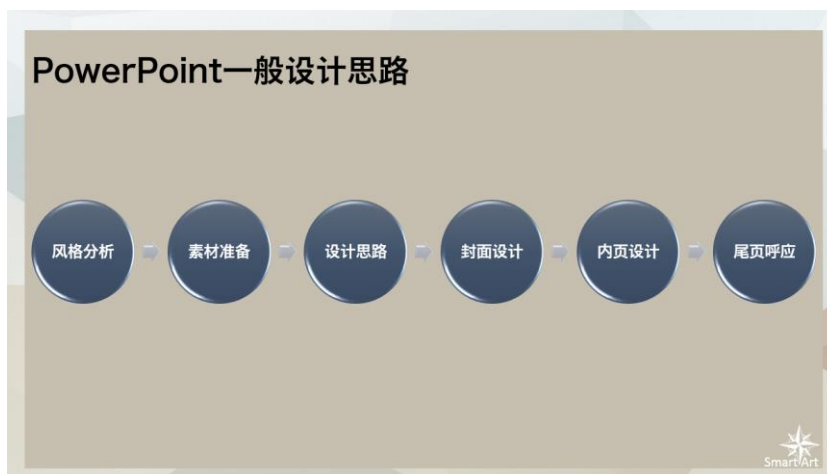 PowerPoint一般设计思路
风格分析
素材准备
设计思路
封面设计
内页设计
尾页呼应
Smart Art